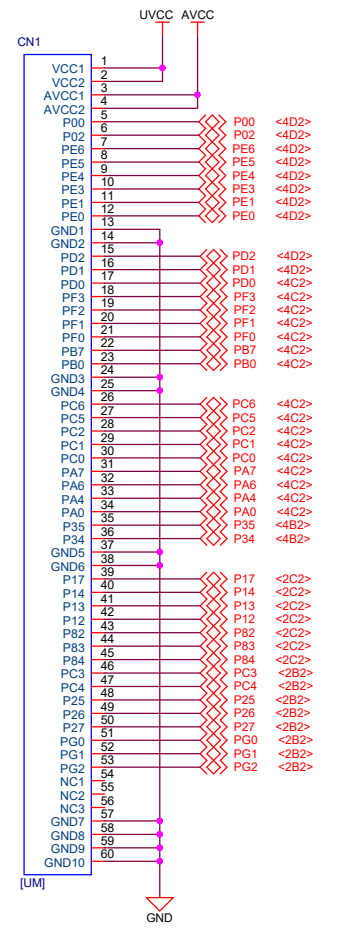 UVCC AVCC
CN1
VCC1 1
VCC2 2
AVCC1 3
AVCC2 4
P00 5 P00 <4D2>
P02 6 P02 <4D2>
PE6 7 PE6 <4D2>
PE5 8 PE5 <4D2>
PE4 9 PE4 <4D2>
PE3 10 PE3 <4D2>
PE1 11 PE1 <4D2>
PE0 12 PE0 <4D2>
GND1 13
GND2 14
PD2 15 PD2 <4D2>
PD1 16 PD1 <4D2>
PD0 17 PD0 <4C2>
PF3 18 PF3 <4C2>
PF2 19 PF2 <4C2>
PF1 20 PF1 <4C2>
PF0 21 PF0 <4C2>
PB7 22 PB7 <4C2>
PB0 23 PB0 <4C2>
GND3 24
GND4 25
PC6 26 PC6 <4C2>
PC5 27 PC5 <4C2>
PC2 28 PC2 <4C2>
PC1 29 PC1 <4C2>
PC0 30 PC0 <4C2>
PA7 31 PA7 <4C2>
PA6 32 PA6 <4C2>
PA4 33 PA4 <4C2>
PA0 34 PA0 <4C2>
P35 35 P35 <4B2>
P34 36 P34 <4B2>
GND5 37
GND6 38
P17 39 P17 <2C2>
P14 40 P14 <2C2>
P13 41 P13 <2C2>
P12 42 P12 <2C2>
P82 43 P82 <2C2>
P83 44 P83 <2C2>
P84 45 P84 <2C2>
PC3 46 PC3 <2B2>
PC4 47 PC4 <2B2>
P25 48 P25 <2B2>
P26 49 P26 <2B2>
P27 50 P27 <2B2>
PG0 51 PG0 <2B2>
PG1 52 PG1 <2B2>
PG2 53 PG2 <2B2>
NC1 54
NC2 55
NC3 56
GND7 57
GND8 58
GND9 59
GND10 60
[UM]
GND